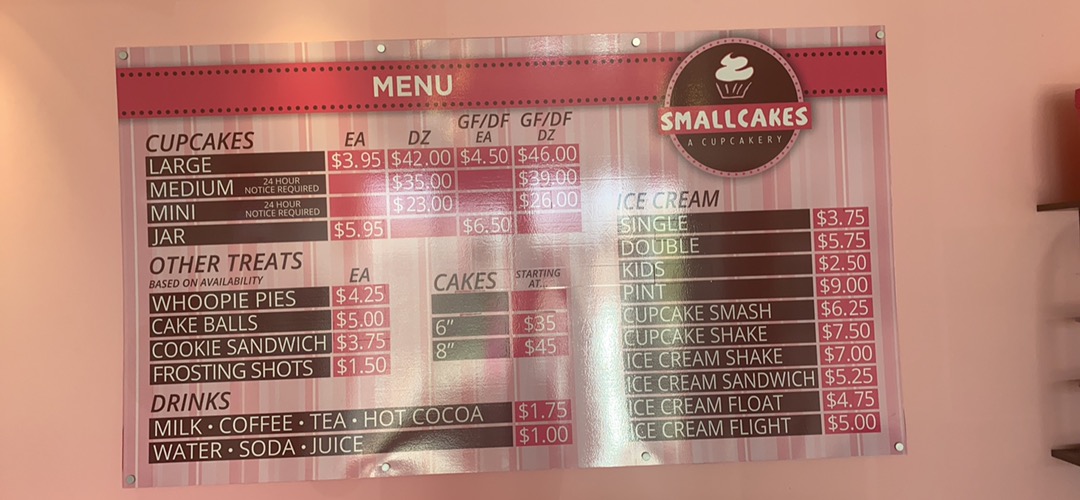 MENU
SMALLCAKES
A CUPCAKERY
CUPCAKES EA DZ GF/DF EA GF/DF DZ
LARGE $3.95 $42.00 $4.50 $46.00
MEDIUM 24 HOUR NOTICE REQUIRED $35.00 $39.00
MINI 24 HOUR NOTICE REQUIRED $23.00 $26.00
JAR $5.95 $6.50
OTHER TREATS EA
BASED ON AVAILABILITY
WHOOPIE PIES $4.25
CAKE BALLS $5.00
COOKIE SANDWICH $3.75
FROSTING SHOTS $1.50
CAKES STARTING AT...
6" $35
8" $45
DRINKS
MILK • COFFEE • TEA • HOT COCOA $1.75
WATER • SODA • JUICE $1.00
ICE CREAM
SINGLE $3.75
DOUBLE $5.75
KIDS $2.50
PINT $9.00
CUPCAKE SMASH $6.25
CUPCAKE SHAKE $7.50
ICE CREAM SHAKE $7.00
ICE CREAM SANDWICH $5.25
ICE CREAM FLOAT $4.75
ICE CREAM FLIGHT $5.00